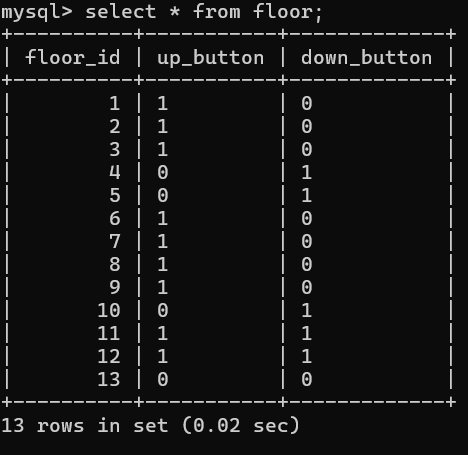 mysql> select * from floor;
+----------+-----------+-------------+
| floor_id | up_button | down_button |
+----------+-----------+-------------+
|        1 | 1         | 0           |
|        2 | 1         | 0           |
|        3 | 1         | 0           |
|        4 | 0         | 1           |
|        5 | 0         | 1           |
|        6 | 1         | 0           |
|        7 | 1         | 0           |
|        8 | 1         | 0           |
|        9 | 1         | 0           |
|       10 | 0         | 1           |
|       11 | 1         | 1           |
|       12 | 1         | 1           |
|       13 | 0         | 0           |
+----------+-----------+-------------+
13 rows in set (0.02 sec)